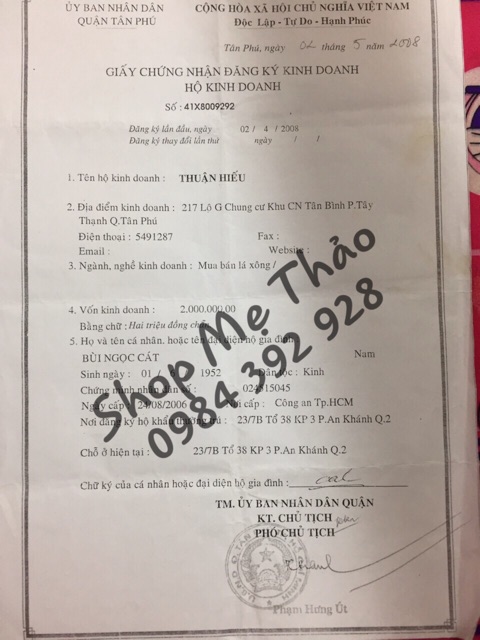 ỦY BAN NHÂN DÂN
QUẬN TÂN PHÚ
CỘNG HÒA XÃ HỘI CHỦ NGHĨA VIỆT NAM
Độc Lập - Tự Do - Hạnh Phúc
Tân Phú, ngày 02 tháng 5 năm 2008
GIẤY CHỨNG NHẬN ĐĂNG KÝ KINH DOANH
HỘ KINH DOANH
Số : 41X8009292
Đăng ký lần đầu, ngày 02 / 4 / 2008
Đăng ký thay đổi lần thứ ngày / /
1. Tên hộ kinh doanh : THUẬN HIẾU
2. Địa điểm kinh doanh : 217 Lô G Chung cư Khu CN Tân Bình P.Tây
Thạnh Q.Tân Phú
Điện thoại : 5491287 Fax :
Email : Website :
3. Ngành, nghề kinh doanh : Mua bán lá xông /
4. Vốn kinh doanh : 2.000.000,00
Bằng chữ : Hai triệu đồng chẵn
5. Họ và tên cá nhân. hoặc tên đại diện hộ gia đình
BÙI NGỌC CÁT Nam
Sinh ngày : 01 / / 1952 Dân tộc : Kinh
Chứng minh nhân dân số :
Ngày cấp : 24/08/2006 Nơi cấp : Công an Tp.HCM
Nơi đăng ký hộ khẩu thường trú : 23/7B Tổ 38 KP 3 P.An Khánh Q.2
Chỗ ở hiện tại : 23/7B Tổ 38 KP 3 P.An Khánh Q.2
Chữ ký của cá nhân hoặc đại diện hộ gia đình :
TM. ỦY BAN NHÂN DÂN QUẬN
KT. CHỦ TỊCH
PHÓ CHỦ TỊCH
Phạm Hưng Út
Shop Mẹ Thảo
0984 392 928